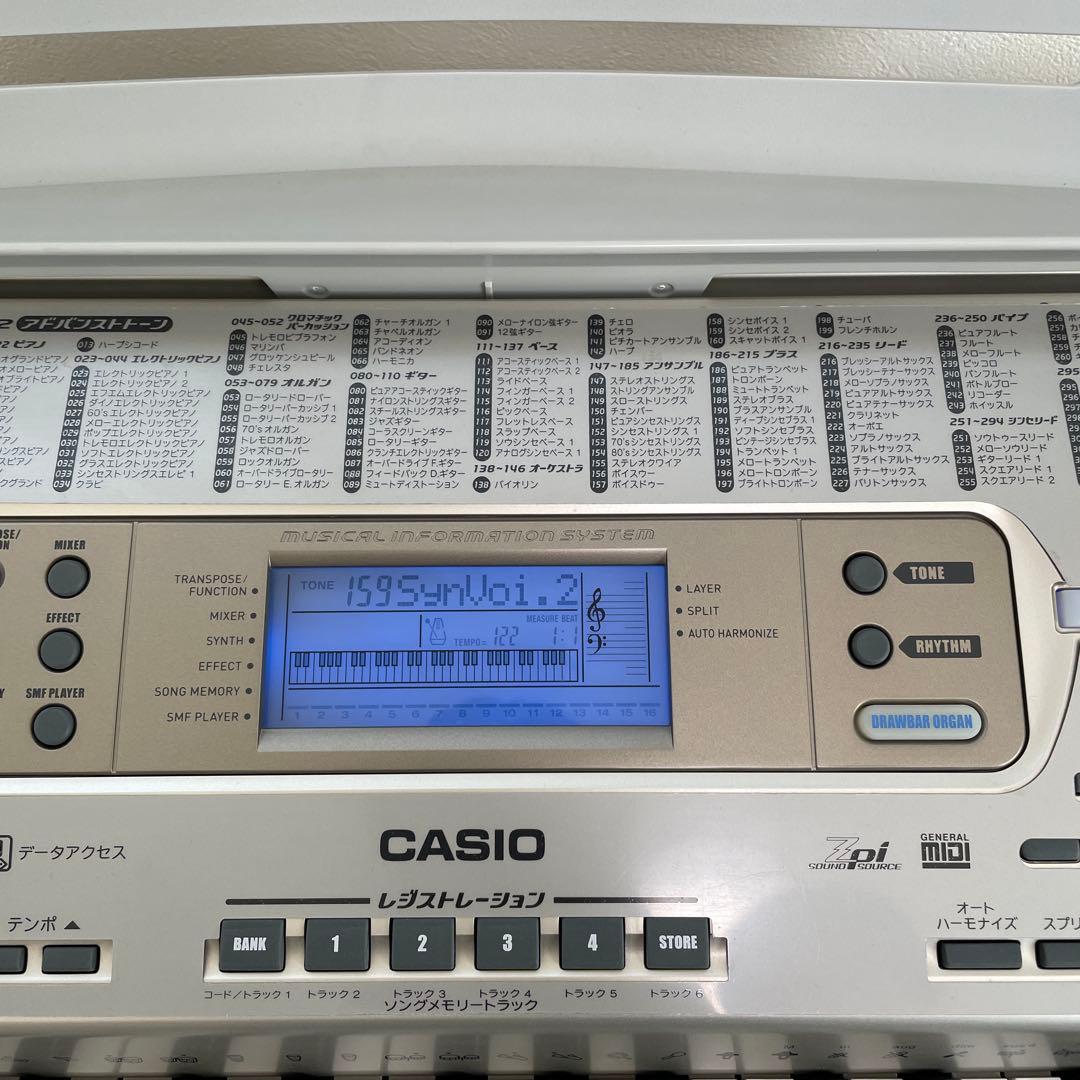 アドバンストトーン
ピアノ
013 ハープシコード
023~044 エレクトリックピアノ
023 エレクトリックピアノ 1
024 エレクトリックピアノ 2
025 エフエムエレクトリックピアノ
026 ダイノエレクトリックピアノ
027 60'sエレクトリックピアノ
028 メローエレクトリックピアノ
029 ポップエレクトリックピアノ
030 トレモロエレクトリックピアノ
031 ソフトエレクトリックピアノ
032 グラスエレクトリックピアノ
033 シンセストリングスエレピ 1
034 クラビ
045~052 クロマチックパーカッション
045 トレモロビブラフォン
046 マリンバ
047 グロッケンシュピール
048 チェレスタ
053~079 オルガン
053 ロータリードローバー
054 ロータリーパーカッシブ 1
055 ロータリーパーカッシブ 2
056 70'sオルガン
057 トレモロオルガン
058 ジャズドローバー
059 ロックオルガン
060 オーバードライブロータリー
061 ロータリー E.オルガン
062 チャーチオルガン 1
063 チャペルオルガン
064 アコーディオン
065 バンドネオン
066 ハーモニカ
080~110 ギター
080 ピュアアコースティックギター
081 ナイロンストリングスギター
082 スチールストリングスギター
083 ジャズギター
084 コーラスクリーンギター
085 ロータリーギター
086 クランチエレクトリックギター
087 オーバードライブ F.ギター
088 フィードバック D.ギター
089 ミュートディストーション
090 メローナイロン弦ギター
091 12弦ギター
111~137 ベース
111 アコースティックベース 1
112 アコースティックベース 2
113 ライドベース
114 フィンガーベース 1
115 フィンガーベース 2
116 ピックベース
117 フレットレスベース
118 スラップベース
119 ソウシンセベース 1
120 アナログシンセベース 1
138~146 オーケストラ
138 バイオリン
139 チェロ
140 ビオラ
141 ピチカートアンサンブル
142 ハープ
147~185 アンサンブル
147 ステレオストリングス
148 ストリングアンサンブル
149 スローストリングス
150 チェンバー
151 ピュアシンセストリングス
152 シンセストリングス 1
153 70'sシンセストリングス
154 80'sシンセストリングス
155 ステレオクワイア
156 ボイスウー
157 ボイスドゥー
158 シンセボイス 1
159 シンセボイス 2
160 スキャットボイス 1
186~215 ブラス
186 ピュアトランペット
187 トロンボーン
188 ミュートトランペット
189 ステレオブラス
190 ブラスアンサンブル
191 ディープシンセブラス 1
192 ソフトシンセブラス
193 ビンテージシンセブラス
194 トランペット 1
195 メロートランペット
196 メロートロンボーン
197 ブライトトロンボーン
198 チューバ
199 フレンチホルン
216~235 リード
216 ブレッシーアルトサックス
217 ブレッシーテナーサックス
218 メローソプラノサックス
219 ピュアアルトサックス
220 ピュアテナーサックス
221 クラリネット
222 オーボエ
223 ソプラノサックス
224 アルトサックス
225 ブライトアルトサックス
226 テナーサックス
227 バリトンサックス
236~250 パイプ
236 ピュアフルート
237 フルート
238 メローフルート
239 ピッコロ
240 パンフルート
241 ボトルブロー
242 リコーダー
243 ホイッスル
251~294 シンセリード
251 ソウトゥースリード
252 メローソウリード
253 ギターリード 1
254 スクエアリード 1
255 スクエアリード 2
256
257
258
259
260
295
MUSICAL INFORMATION SYSTEM
MIXER
EFFECT
SMF PLAYER
TRANSPOSE/
FUNCTION
MIXER
SYNTH
EFFECT
SONG MEMORY
SMF PLAYER
TONE 159SynVoi.2
MEASURE BEAT
TEMPO= 122 1:1
1 2 3 4 5 6 7 8 9 10 11 12 13 14 15 16
LAYER
SPLIT
AUTO HARMONIZE
TONE
RHYTHM
DRAWBAR ORGAN
データアクセス
CASIO
Zpi
SOUND SOURCE
GENERAL
MIDI
レジストレーション
テンポ ▲
BANK 1 2 3 4 STORE
コード/トラック 1 トラック 2 トラック 3 トラック 4 トラック 5 トラック 6
ソングメモリートラック
オート
ハーモナイズ
スプリ